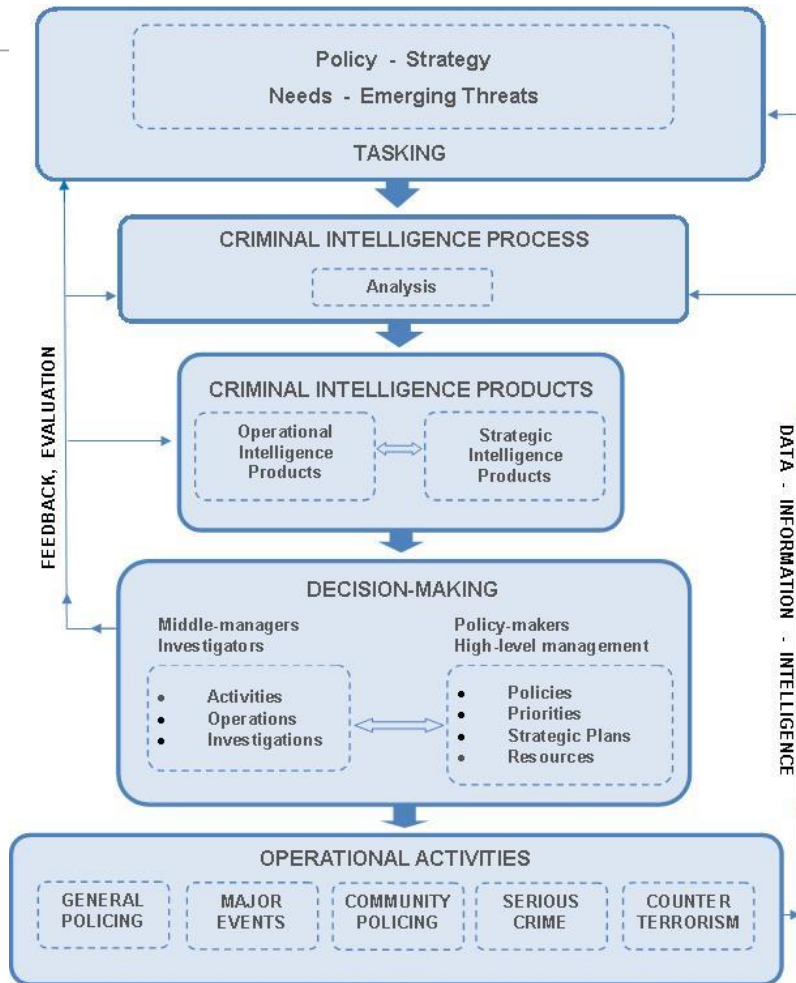 Policy - Strategy
Needs - Emerging Threats
TASKING
CRIMINAL INTELLIGENCE PROCESS
Analysis
CRIMINAL INTELLIGENCE PRODUCTS
Operational
Intelligence
Products
Strategic
Intelligence
Products
DECISION-MAKING
Middle-managers
Investigators
• Activities
• Operations
• Investigations
Policy-makers
High-level management
• Policies
• Priorities
• Strategic Plans
• Resources
OPERATIONAL ACTIVITIES
GENERAL
POLICING
MAJOR
EVENTS
COMMUNITY
POLICING
SERIOUS
CRIME
COUNTER
TERRORISM
FEEDBACK, EVALUATION
DATA - INFORMATION - INTELLIGENCE